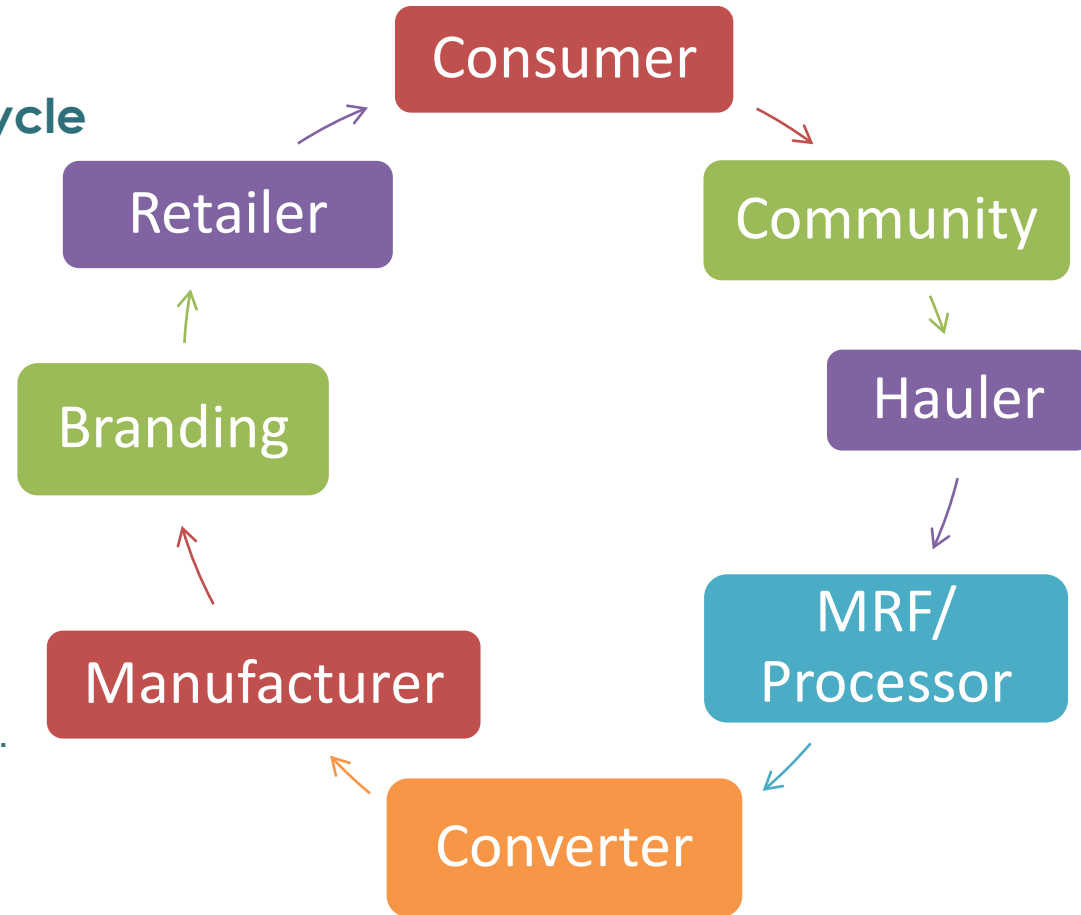 Consumer
ycle
Retailer
Community
Branding
Hauler
MRF/
Processor
Manufacturer
.
Converter